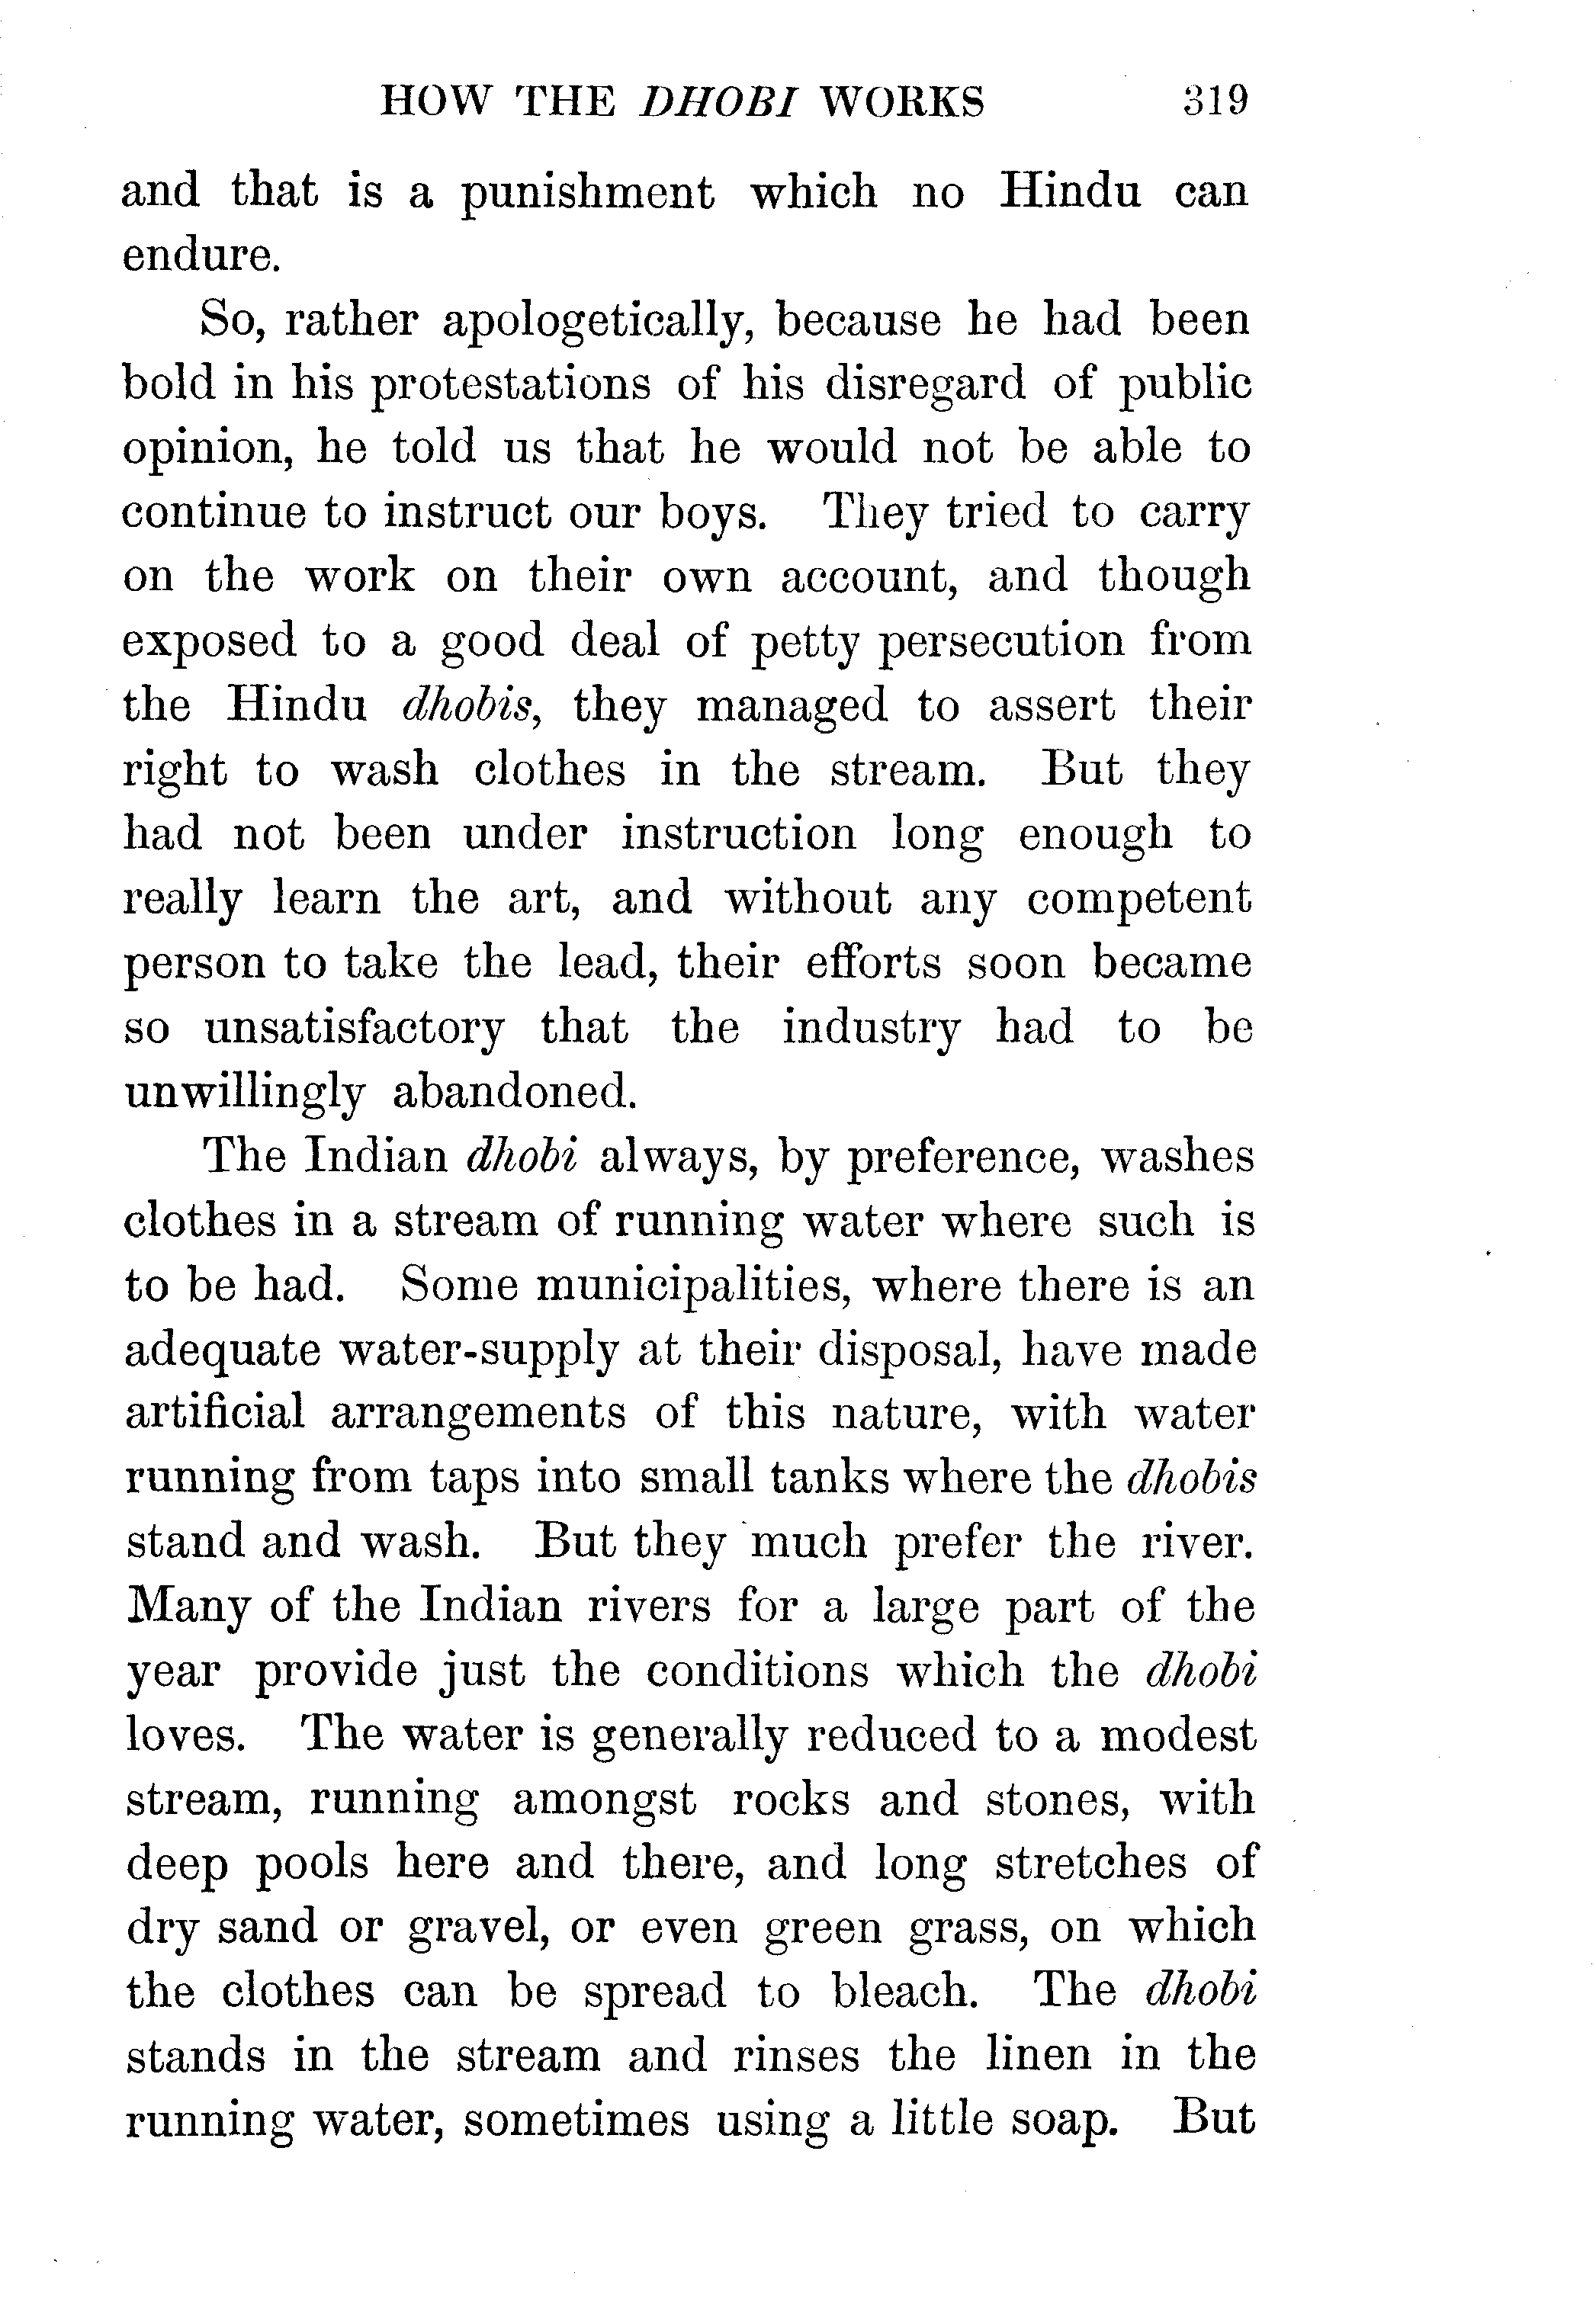 HOW THE DHOBI WORKS 319
and that is a punishment which no Hindu can
endure.
So, rather apologetically, because he had been
bold in his protestations of his disregard of public
opinion, he told us that he would not be able to
continue to instruct our boys. They tried to carry
on the work on their own account, and though
exposed to a good deal of petty persecution from
the Hindu dhobis, they managed to assert their
right to wash clothes in the stream. But they
had not been under instruction long enough to
really learn the art, and without any competent
person to take the lead, their efforts soon became
so unsatisfactory that the industry had to be
unwillingly abandoned.
The Indian dhobi always, by preference, washes
clothes in a stream of running water where such is
to be had. Some municipalities, where there is an
adequate water-supply at their disposal, have made
artificial arrangements of this nature, with water
running from taps into small tanks where the dhobis
stand and wash. But they much prefer the river.
Many of the Indian rivers for a large part of the
year provide just the conditions which the dhobi
loves. The water is generally reduced to a modest
stream, running amongst rocks and stones, with
deep pools here and there, and long stretches of
dry sand or gravel, or even green grass, on which
the clothes can be spread to bleach. The dhobi
stands in the stream and rinses the linen in the
running water, sometimes using a little soap. But